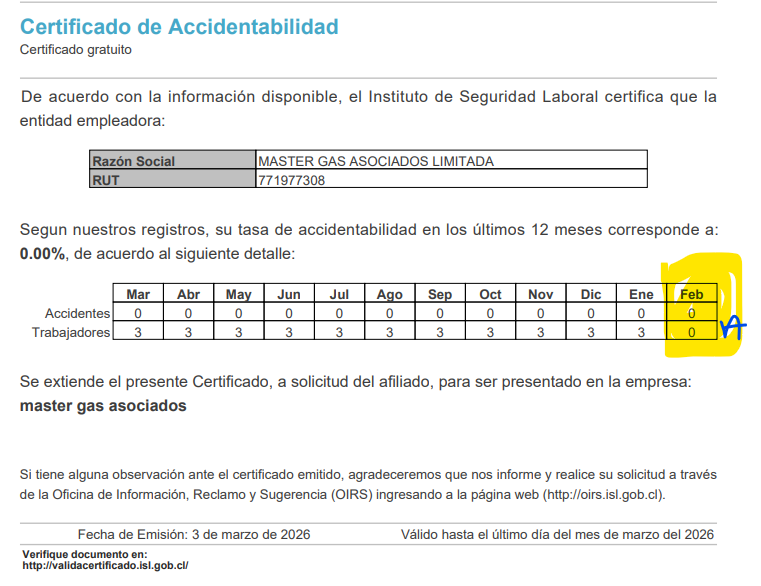 Certificado de Accidentabilidad
Certificado gratuito
De acuerdo con la información disponible, el Instituto de Seguridad Laboral certifica que la
entidad empleadora:
Razón Social MASTER GAS ASOCIADOS LIMITADA
RUT 771977308
Segun nuestros registros, su tasa de accidentabilidad en los últimos 12 meses corresponde a:
0.00%, de acuerdo al siguiente detalle:
Mar Abr May Jun Jul Ago Sep Oct Nov Dic Ene Feb
Accidentes 0 0 0 0 0 0 0 0 0 0 0 0
Trabajadores 3 3 3 3 3 3 3 3 3 3 3 0
Se extiende el presente Certificado, a solicitud del afiliado, para ser presentado en la empresa:
master gas asociados
Si tiene alguna observación ante el certificado emitido, agradeceremos que nos informe y realice su solicitud a través
de la Oficina de Información, Reclamo y Sugerencia (OIRS) ingresando a la página web (http://oirs.isl.gob.cl).
Fecha de Emisión: 3 de marzo de 2026 Válido hasta el último día del mes de marzo del 2026
Verifique documento en:
http://validacertificado.isl.gob.cl/